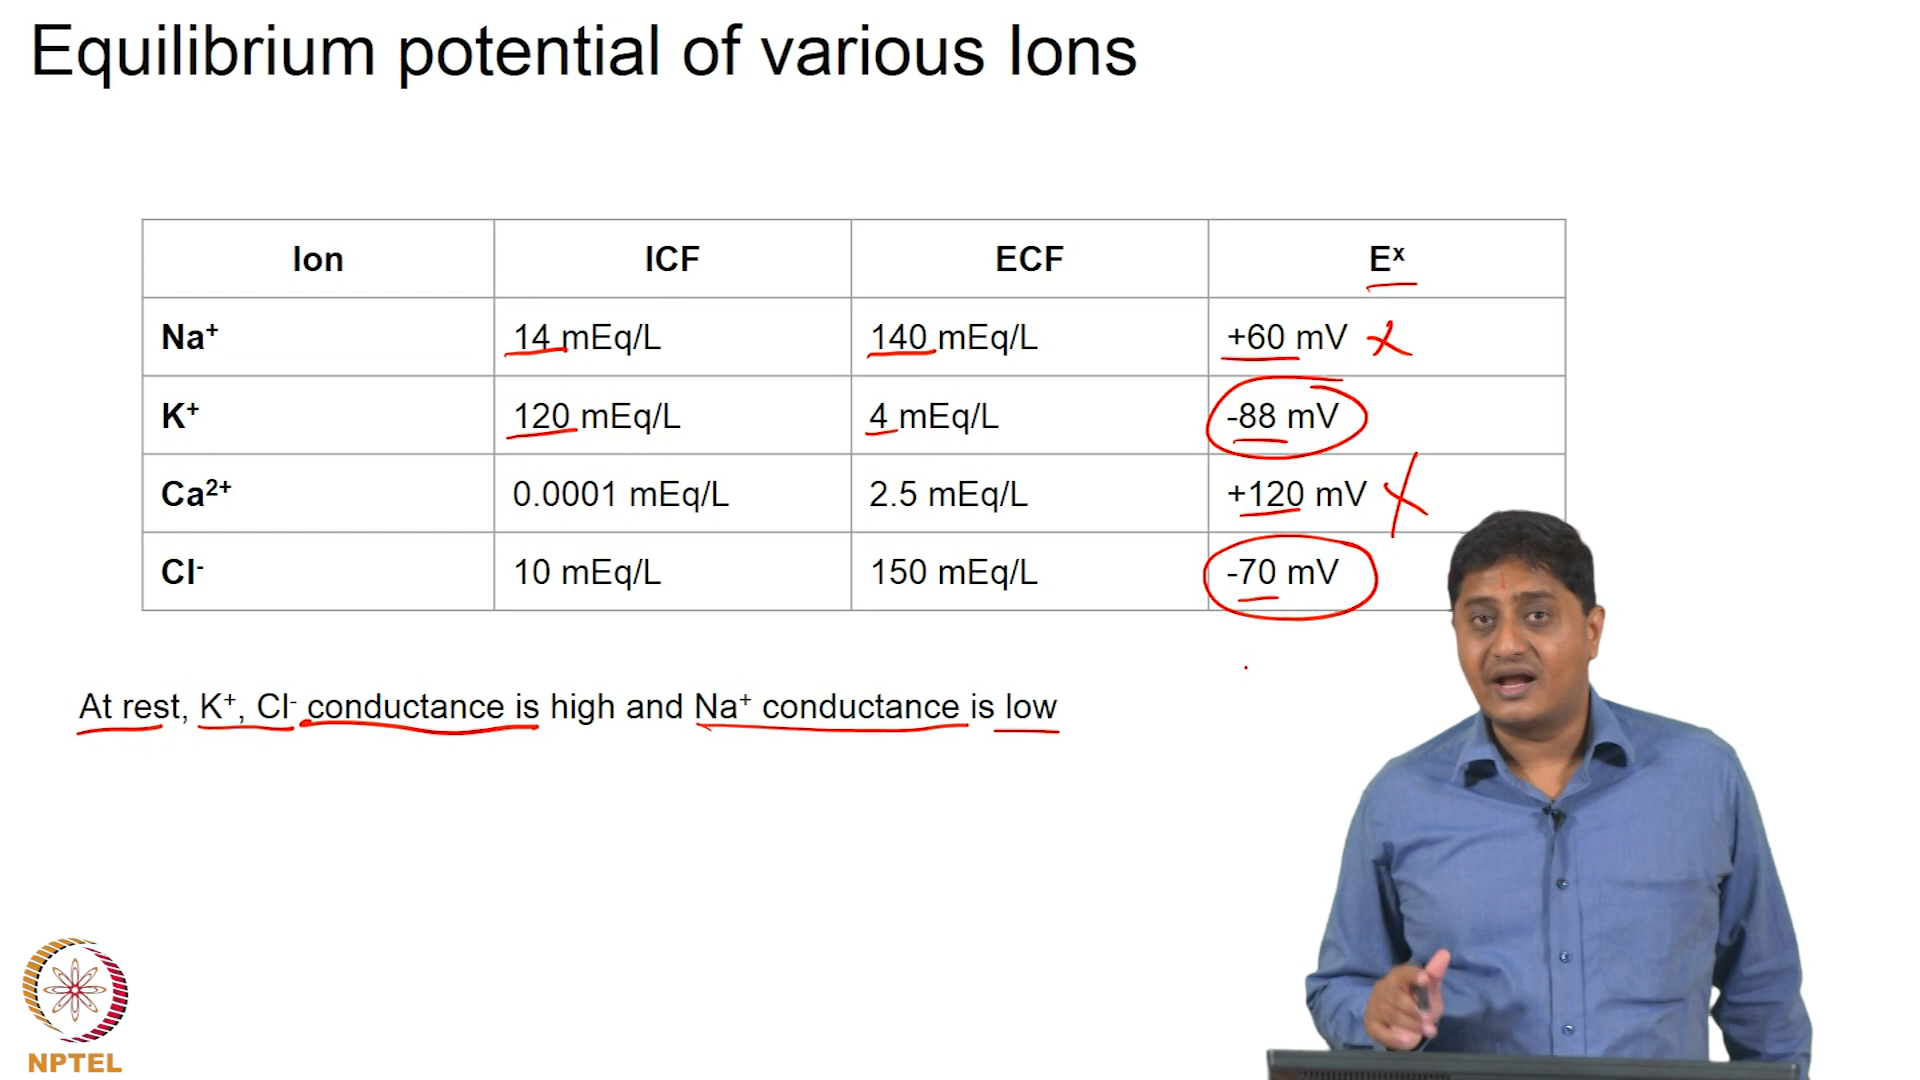 Equilibrium potential of various Ions
Ion ICF ECF Eˣ
Na⁺ 14 mEq/L 140 mEq/L +60 mV
K⁺ 120 mEq/L 4 mEq/L -88 mV
Ca²⁺ 0.0001 mEq/L 2.5 mEq/L +120 mV
Cl⁻ 10 mEq/L 150 mEq/L -70 mV
At rest, K⁺, Cl⁻ conductance is high and Na⁺ conductance is low
NPTEL